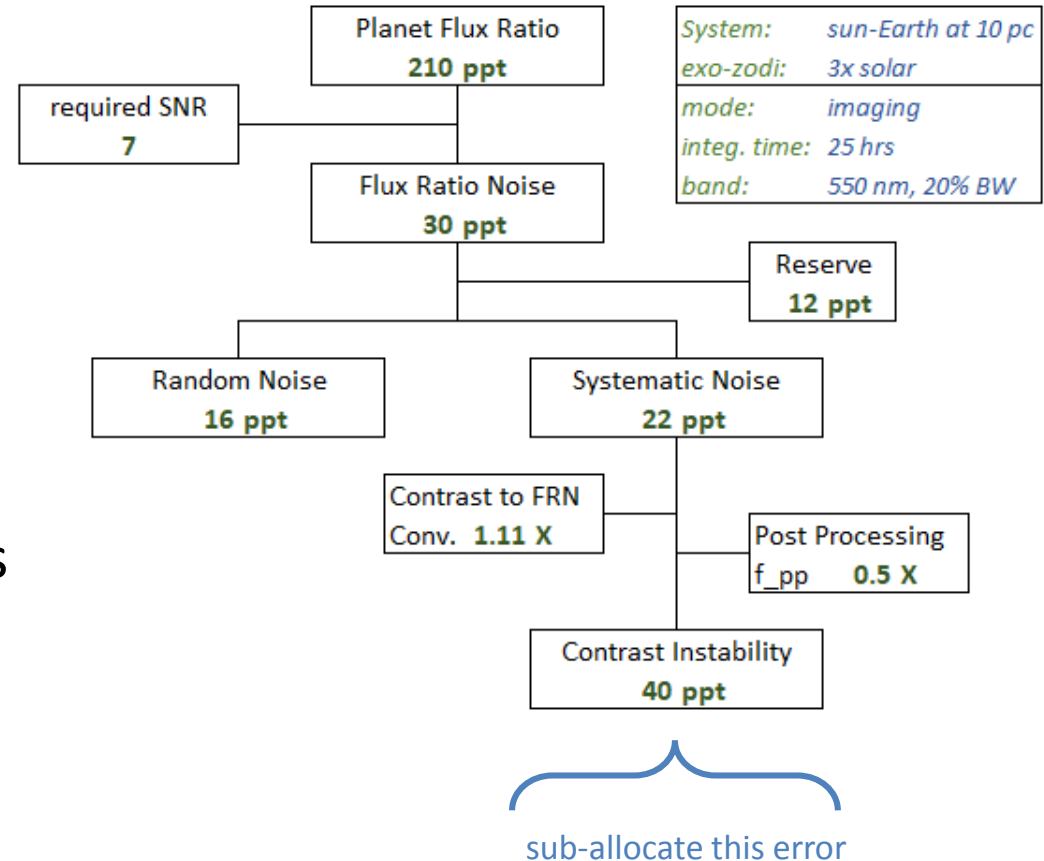 Planet Flux Ratio
210 ppt
System: sun-Earth at 10 pc
exo-zodi: 3x solar
mode: imaging
integ. time: 25 hrs
band: 550 nm, 20% BW
required SNR
7
Flux Ratio Noise
30 ppt
Reserve
12 ppt
Random Noise
16 ppt
Systematic Noise
22 ppt
Contrast to FRN
Conv. 1.11 X
s
Post Processing
f_pp 0.5 X
Contrast Instability
40 ppt
sub-allocate this error